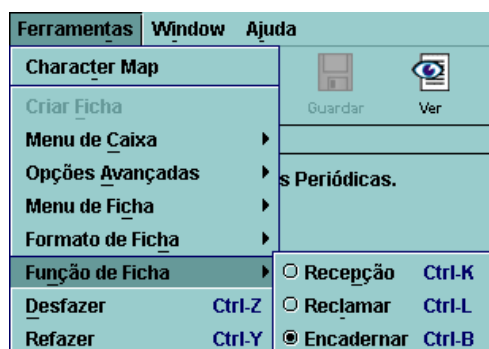 Ferramentas Window Ajuda
Character Map
Guardar Ver
Criar Ficha
Menu de Caixa
Opções Avançadas
s Periódicas.
Menu de Ficha
Formato de Ficha
Função de Ficha
Recepção Ctrl-K
Desfazer Ctrl-Z
Reclamar Ctrl-L
Refazer Ctrl-Y
Encadernar Ctrl-B